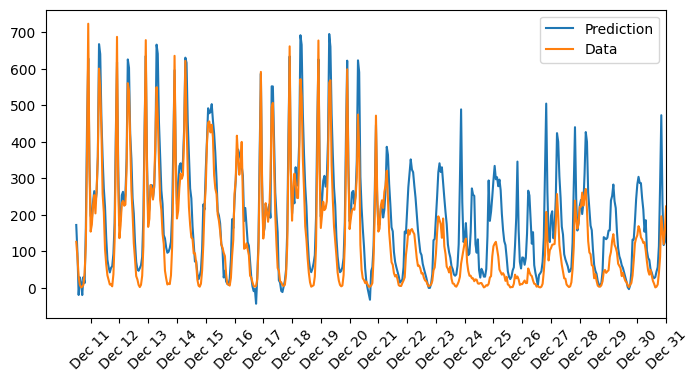 Prediction
Data
700
600
500
400
300
200
100
0
Dec 11
Dec 12
Dec 13
Dec 14
Dec 15
Dec 16
Dec 17
Dec 18
Dec 19
Dec 20
Dec 21
Dec 22
Dec 23
Dec 24
Dec 25
Dec 26
Dec 27
Dec 28
Dec 29
Dec 30
Dec 31